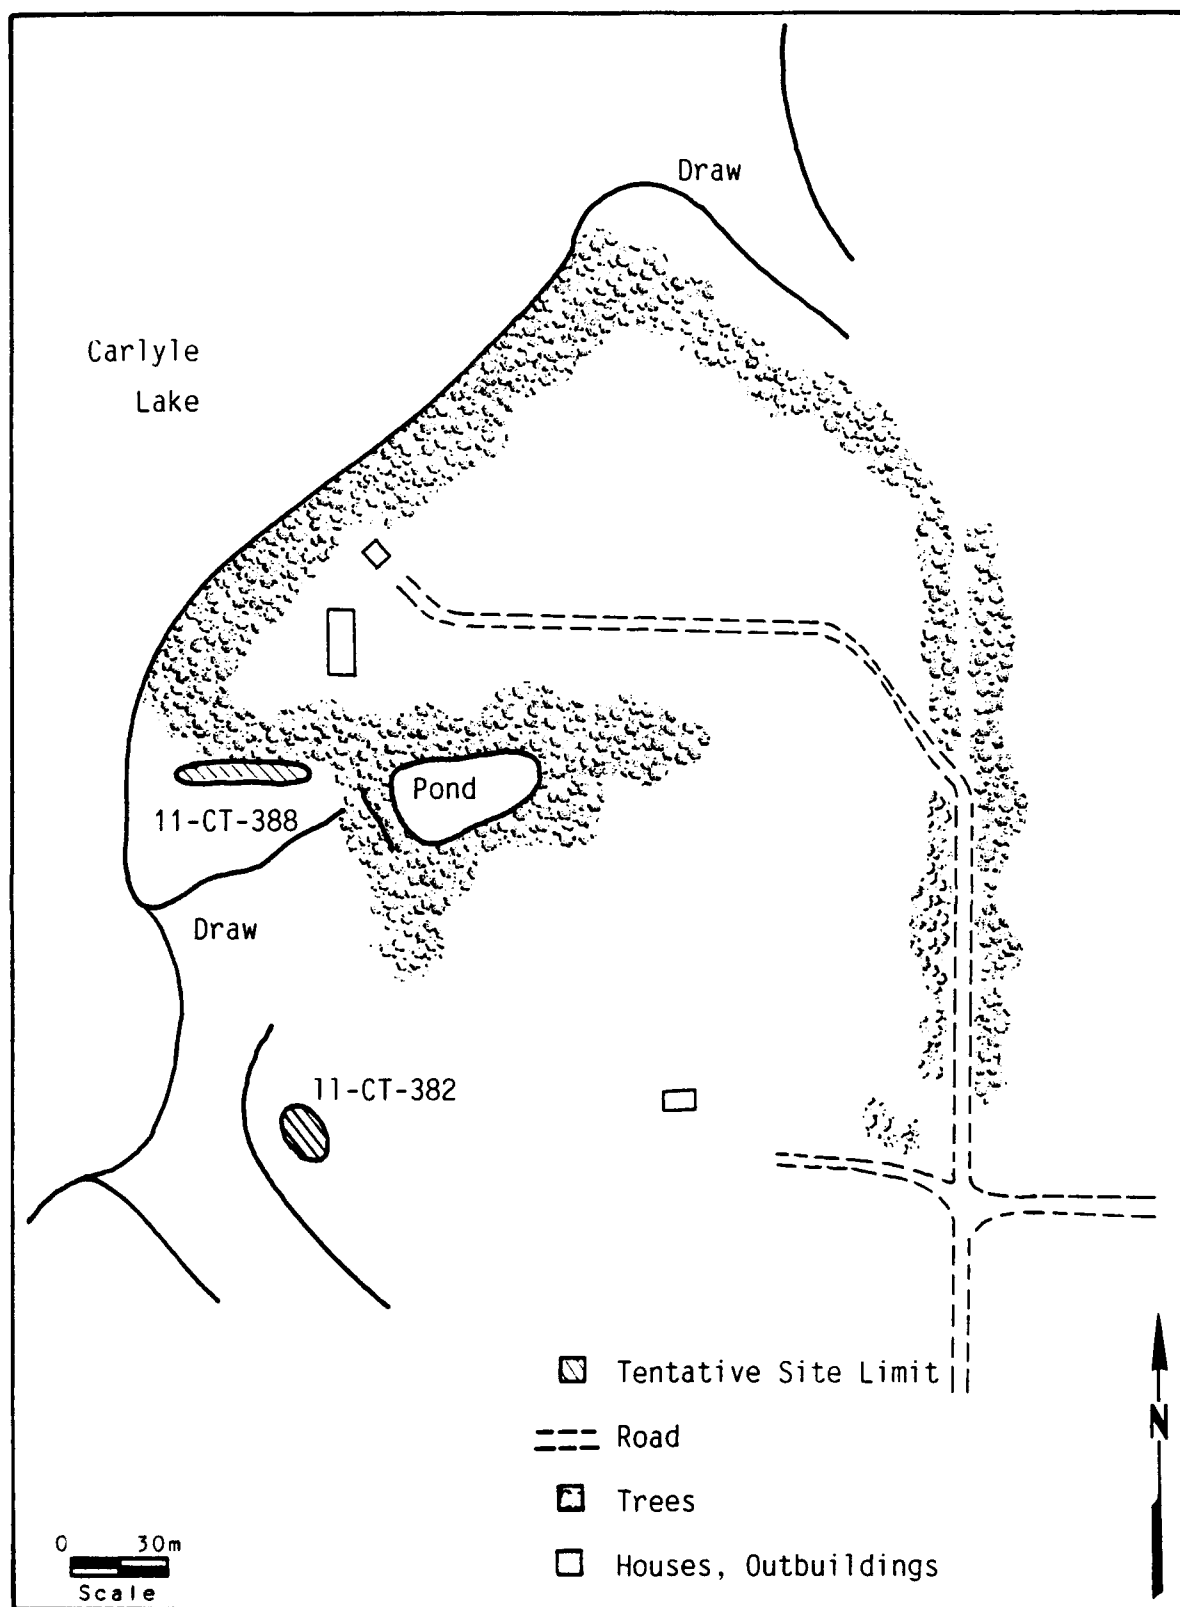 Draw
Carlyle
Lake
Pond
11-CT-388
Draw
11-CT-382
Tentative Site Limit
Road
N
Trees
0 30m
Scale
Houses, Outbuildings